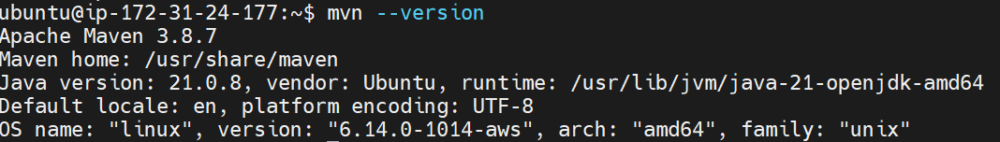 ubuntu@ip-172-31-24-177:~$ mvn --version
Apache Maven 3.8.7
Maven home: /usr/share/maven
Java version: 21.0.8, vendor: Ubuntu, runtime: /usr/lib/jvm/java-21-openjdk-amd64
Default locale: en, platform encoding: UTF-8
OS name: "linux", version: "6.14.0-1014-aws", arch: "amd64", family: "unix"